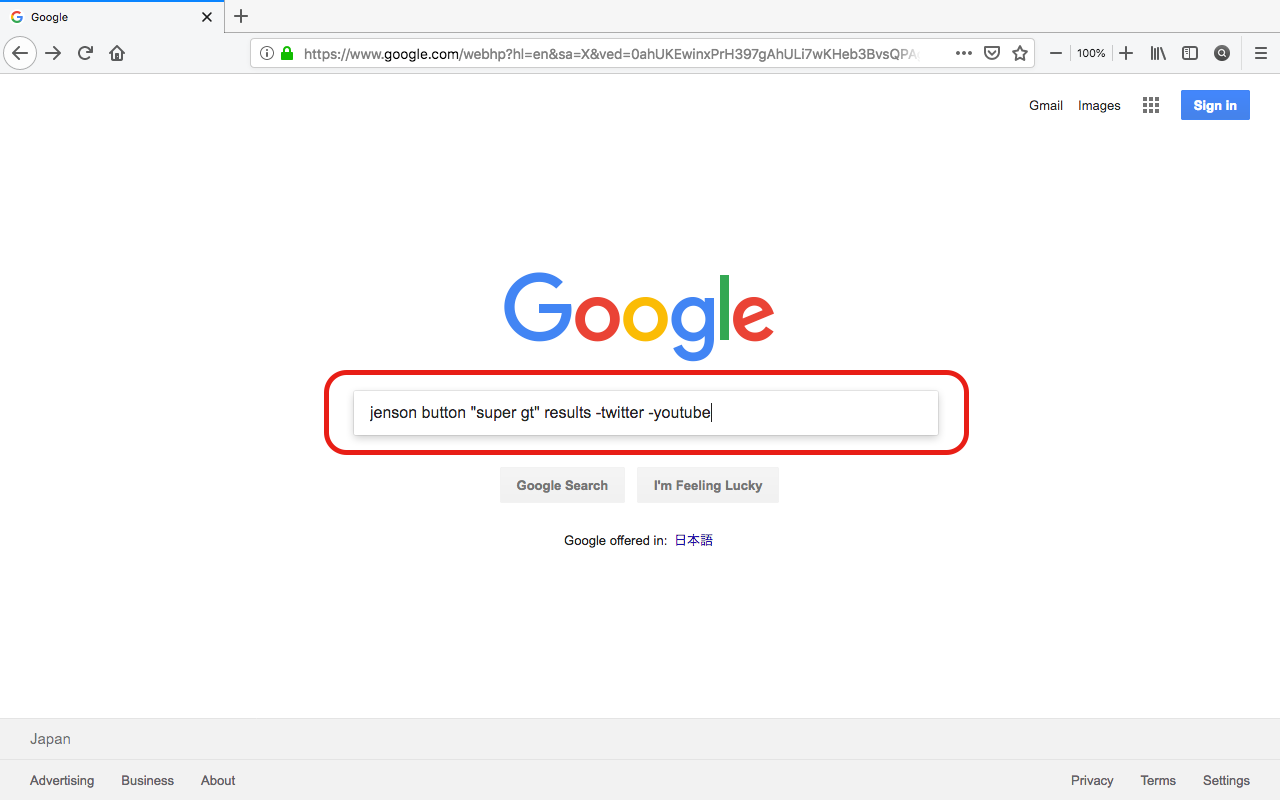 Google
https://www.google.com/webhp?hl=en&sa=X&ved=0ahUKEwinxPrH397gAhULi7wKHeb3BvsQPA
100%
Gmail Images Sign in
Google
jenson button "super gt" results -twitter -youtube
Google Search I'm Feeling Lucky
Google offered in: 日本語
Japan
Advertising Business About Privacy Terms Settings